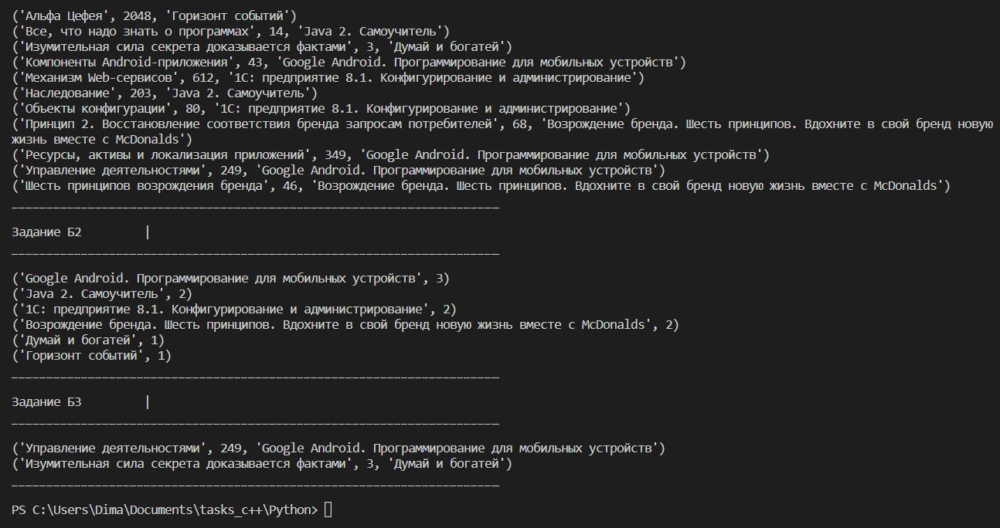 ('Альфа Цефея', 2048, 'Горизонт событий')
('Все, что надо знать о программах', 14, 'Java 2. Самоучитель')
('Изумительная сила секрета доказывается фактами', 3, 'Думай и богатей')
('Компоненты Android-приложения', 43, 'Google Android. Программирование для мобильных устройств')
('Механизм Web-сервисов', 612, '1С: предприятие 8.1. Конфигурирование и администрирование')
('Наследование', 203, 'Java 2. Самоучитель')
('Объекты конфигурации', 80, '1С: предприятие 8.1. Конфигурирование и администрирование')
('Принцип 2. Восстановление соответствия бренда запросам потребителей', 68, 'Возрождение бренда. Шесть принципов. Вдохните в свой бренд новую
жизнь вместе с McDonalds')
('Ресурсы, активы и локализация приложений', 349, 'Google Android. Программирование для мобильных устройств')
('Управление деятельностями', 249, 'Google Android. Программирование для мобильных устройств')
('Шесть принципов возрождения бренда', 46, 'Возрождение бренда. Шесть принципов. Вдохните в свой бренд новую жизнь вместе с McDonalds')
______________________________________________________________________
Задание Б2         |
______________________________________________________________________
('Google Android. Программирование для мобильных устройств', 3)
('Java 2. Самоучитель', 2)
('1С: предприятие 8.1. Конфигурирование и администрирование', 2)
('Возрождение бренда. Шесть принципов. Вдохните в свой бренд новую жизнь вместе с McDonalds', 2)
('Думай и богатей', 1)
('Горизонт событий', 1)
______________________________________________________________________
Задание Б3         |
______________________________________________________________________
('Управление деятельностями', 249, 'Google Android. Программирование для мобильных устройств')
('Изумительная сила секрета доказывается фактами', 3, 'Думай и богатей')
______________________________________________________________________
PS C:\Users\Dima\Documents\tasks_c++\Python>